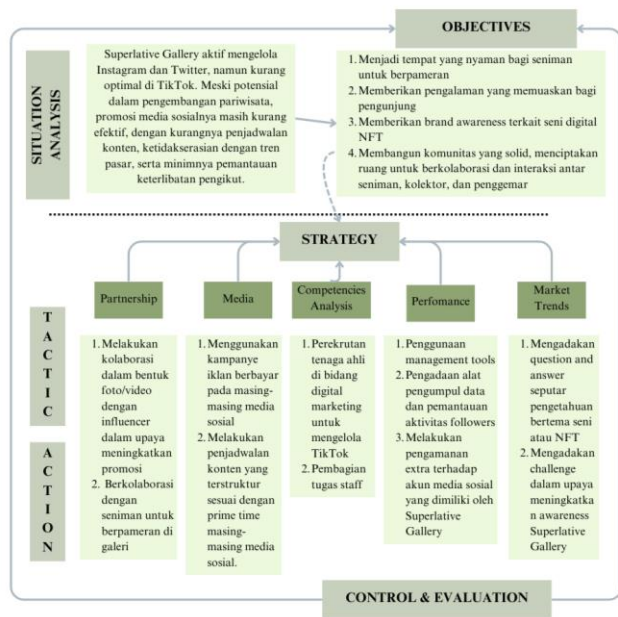 OBJECTIVES
SITUATION
ANALYSIS
Superlative Gallery aktif mengelola
Instagram dan Twitter, namun kurang
optimal di TikTok. Meski potensial
dalam pengembangan pariwisata,
promosi media sosialnya masih kurang
efektif, dengan kurangnya penjadwalan
konten, ketidakserasian dengan tren
pasar, serta minimnya pemantauan
keterlibatan pengikut.
1. Menjadi tempat yang nyaman bagi seniman
untuk berpameran
2. Memberikan pengalaman yang memuaskan bagi
pengunjung
3. Memberikan brand awareness terkait seni digital
NFT
4. Membangun komunitas yang solid, menciptakan
ruang untuk berkolaborasi dan interaksi antar
seniman, kolektor, dan penggemar
STRATEGY
TACTIC
ACTION
Partnership
1. Melakukan
kolaborasi
dalam bentuk
foto/video
dengan
influencer
dalam upaya
meningkatkan
promosi
2. Berkolaborasi
dengan
seniman untuk
berpameran di
galeri
Media
1. Menggunakan
kampanye
iklan berbayar
pada masing-
masing media
sosial
2. Melakukan
penjadwalan
konten yang
terstruktur
sesuai dengan
prime time
masing-
masing media
sosial.
Competencies
Analysis
1. Perekrutan
tenaga ahli
di bidang
digital
marketing
untuk
mengelola
TikTok
2. Pembagian
tugas staff
Perfomance
1. Penggunaan
management tools
2. Pengadaan alat
pengumpul data
dan pemantauan
aktivitas followers
3. Melakukan
pengamanan
extra terhadap
akun media sosial
yang dimiliki oleh
Superlative
Gallery
Market
Trends
1. Mengadakan
question and
answer
seputar
pengetahuan
bertema seni
atau NFT
2. Mengadakan
challenge
dalam upaya
meningkatka
n awareness
Superlative
Gallery
CONTROL & EVALUATION